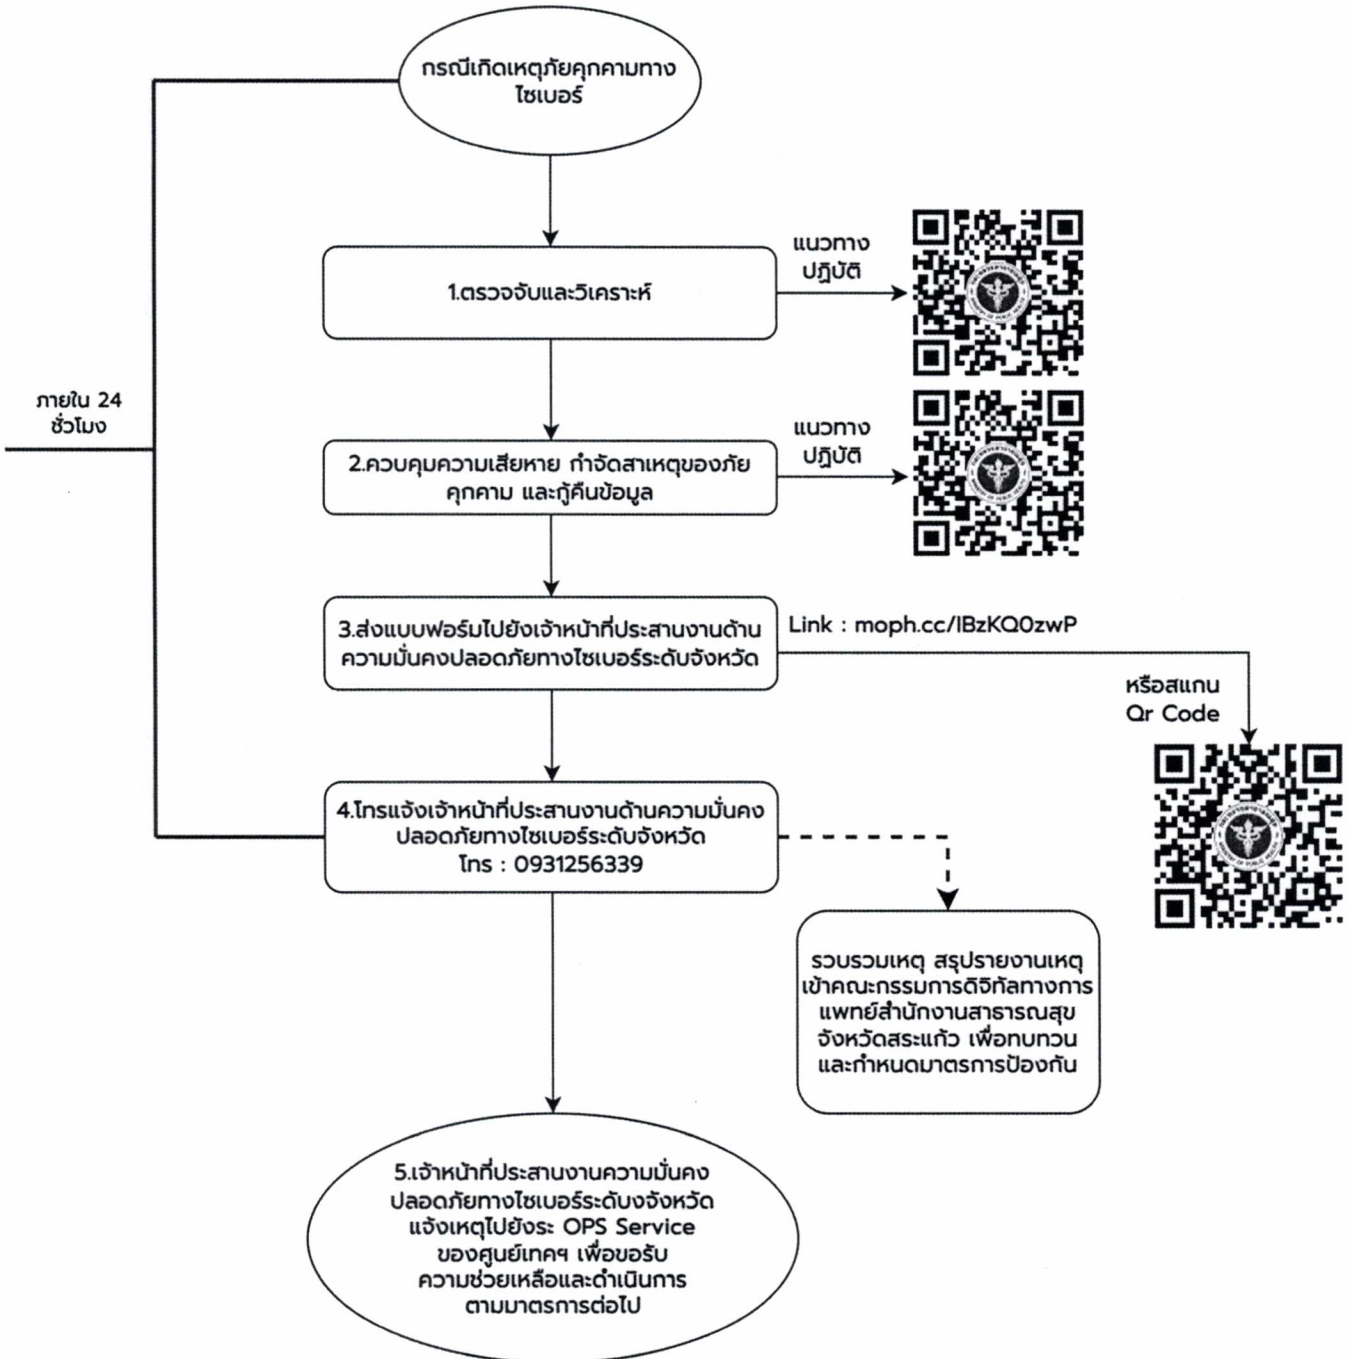 กรณีเกิดเหตุภัยคุกคามทาง
ไซเบอร์
1.ตรวจจับและวิเคราะห์
แนวทาง
ปฏิบัติ
ภายใน 24
ชั่วโมง
2.ควบคุมความเสียหาย กำจัดสาเหตุของภัย
คุกคาม และกู้คืนข้อมูล
แนวทาง
ปฏิบัติ
3.ส่งแบบฟอร์มไปยังเจ้าหน้าที่ประสานงานด้าน
ความมั่นคงปลอดภัยทางไซเบอร์ระดับจังหวัด
Link : moph.cc/IBzKQ0zwP
หรือสแกน
Qr Code
4.โทรแจ้งเจ้าหน้าที่ประสานงานด้านความมั่นคง
ปลอดภัยทางไซเบอร์ระดับจังหวัด
โทร : 0931256339
รวบรวมเหตุ สรุปรายงานเหตุ
เข้าคณะกรรมการดิจิทัลทางการ
แพทย์สำนักงานสาธารณสุข
จังหวัดสระแก้ว เพื่อทบทวน
และกำหนดมาตรการป้องกัน
5.เจ้าหน้าที่ประสานงานความมั่นคง
ปลอดภัยทางไซเบอร์ระดับงจังหวัด
แจ้งเหตุไปยังระ OPS Service
ของศูนย์เทคฯ เพื่อขอรับ
ความช่วยเหลือและดำเนินการ
ตามมาตรการต่อไป